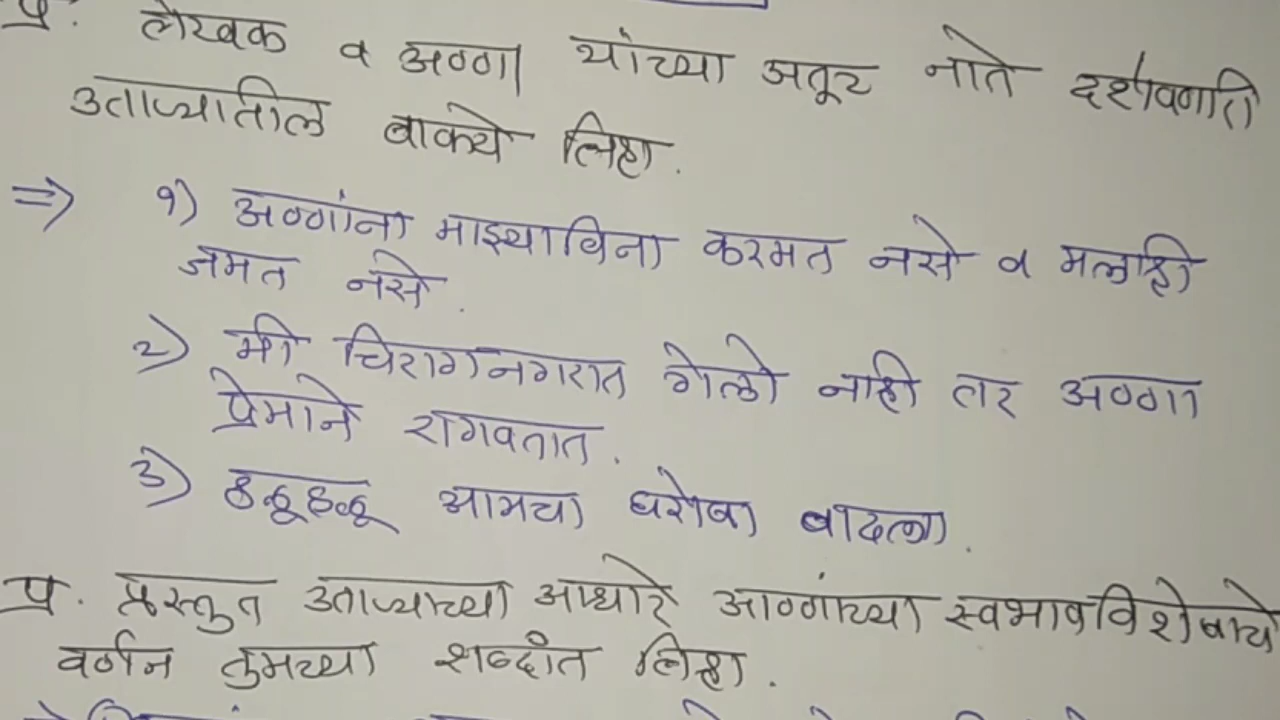 प्र. लेखक व अण्णा यांच्या अतूट नाते दर्शवणारी
उताऱ्यातील वाक्ये लिहा.
⇒ १) अण्णांना माझ्याविना करमत नसे व मलाही
जमत नसे.
२) मी चिरागनगरात गेलो नाही तर अण्णा
प्रेमाने रागवतात.
३) हळूहळू आमचा घरोबा वाढला.
प्र. प्रस्तुत उताऱ्याच्या आधारे आण्णांच्या स्वभावविशेषाचे
वर्णन तुमच्या शब्दांत लिहा.